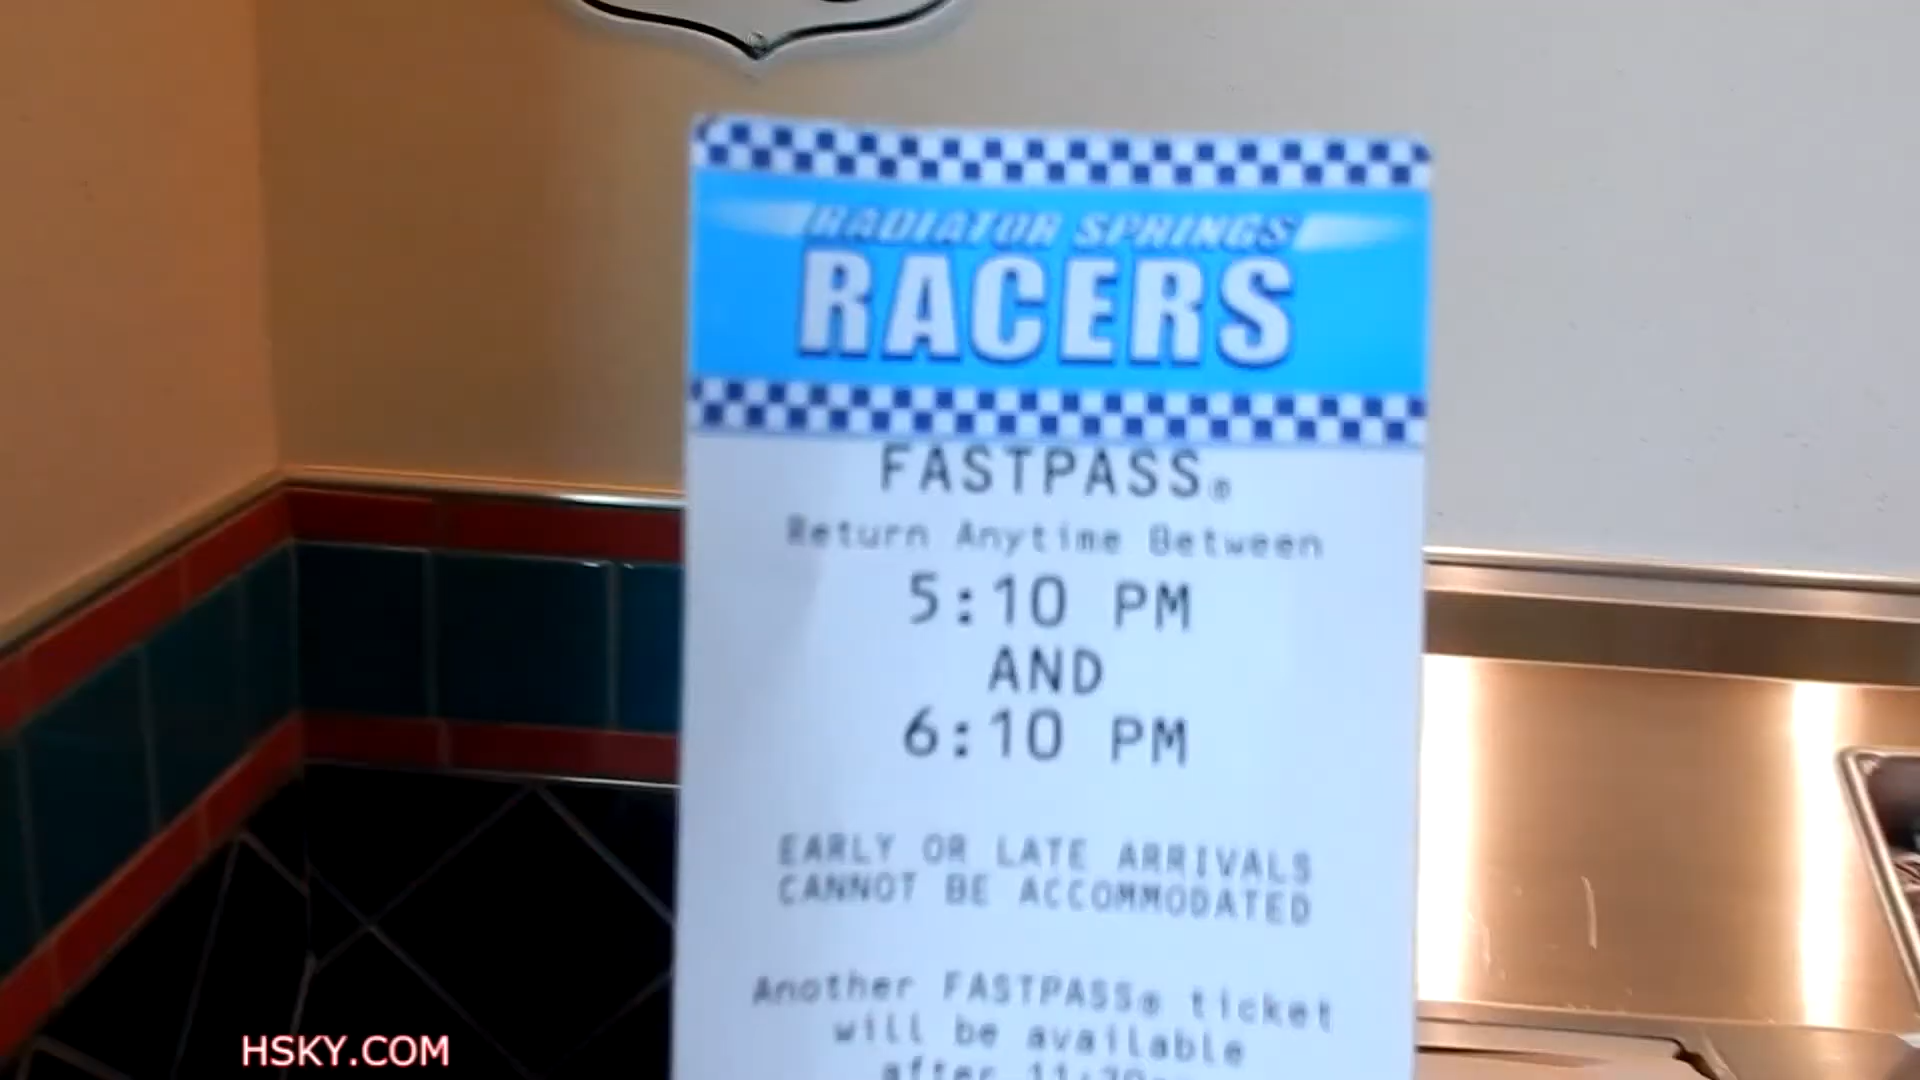 RADIATOR SPRINGS
RACERS
FASTPASS®
Return Anytime Between
5:10 PM
AND
6:10 PM
EARLY OR LATE ARRIVALS
CANNOT BE ACCOMMODATED
Another FASTPASS® ticket
will be available
after
HSKY.COM